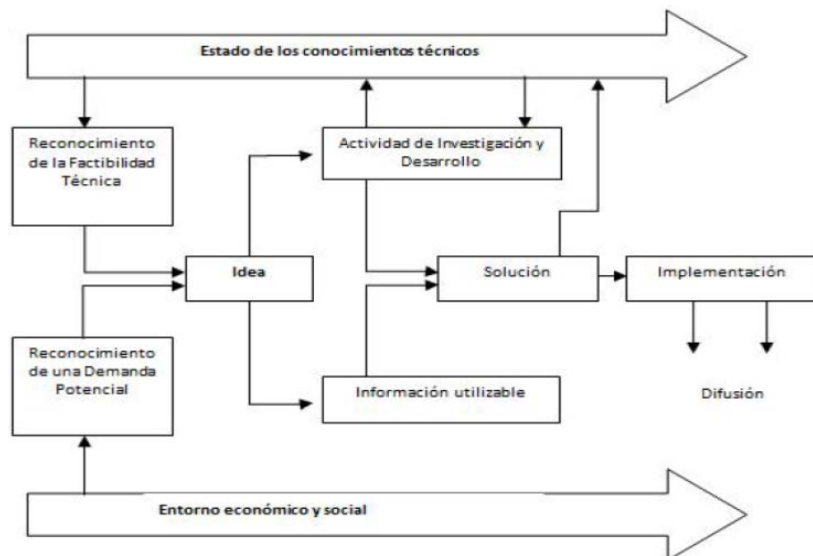 Estado de los conocimientos técnicos
Reconocimiento
de la Factibilidad
Técnica
Actividad de Investigación y
Desarrollo
Idea
Solución
Implementación
Reconocimiento
de una Demanda
Potencial
Información utilizable
Difusión
Entorno económico y social